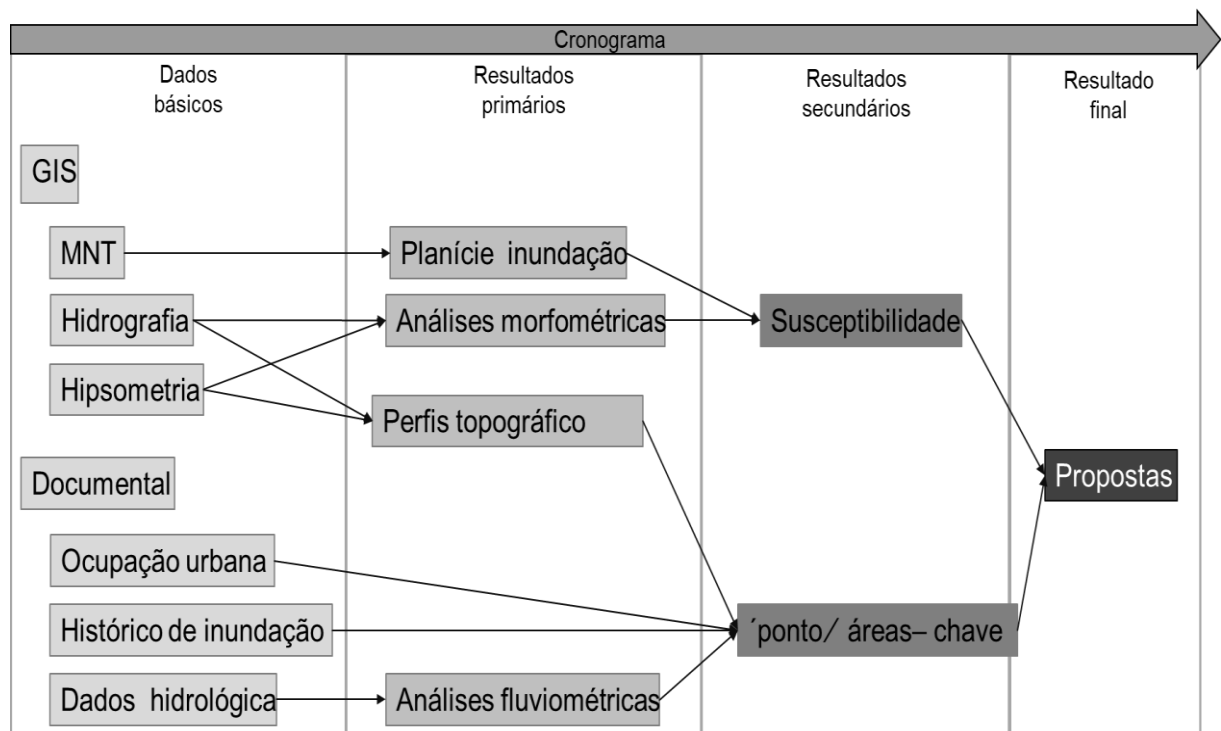 Cronograma
Dados
básicos
Resultados
primários
Resultados
secundários
Resultado
final
GIS
MNT
Planície inundação
Hidrografia
Análises morfométricas
Susceptibilidade
Hipsometria
Perfis topográfico
Documental
Propostas
Ocupação urbana
Histórico de inundação
´ponto/ áreas– chave
Dados hidrológica
Análises fluviométricas